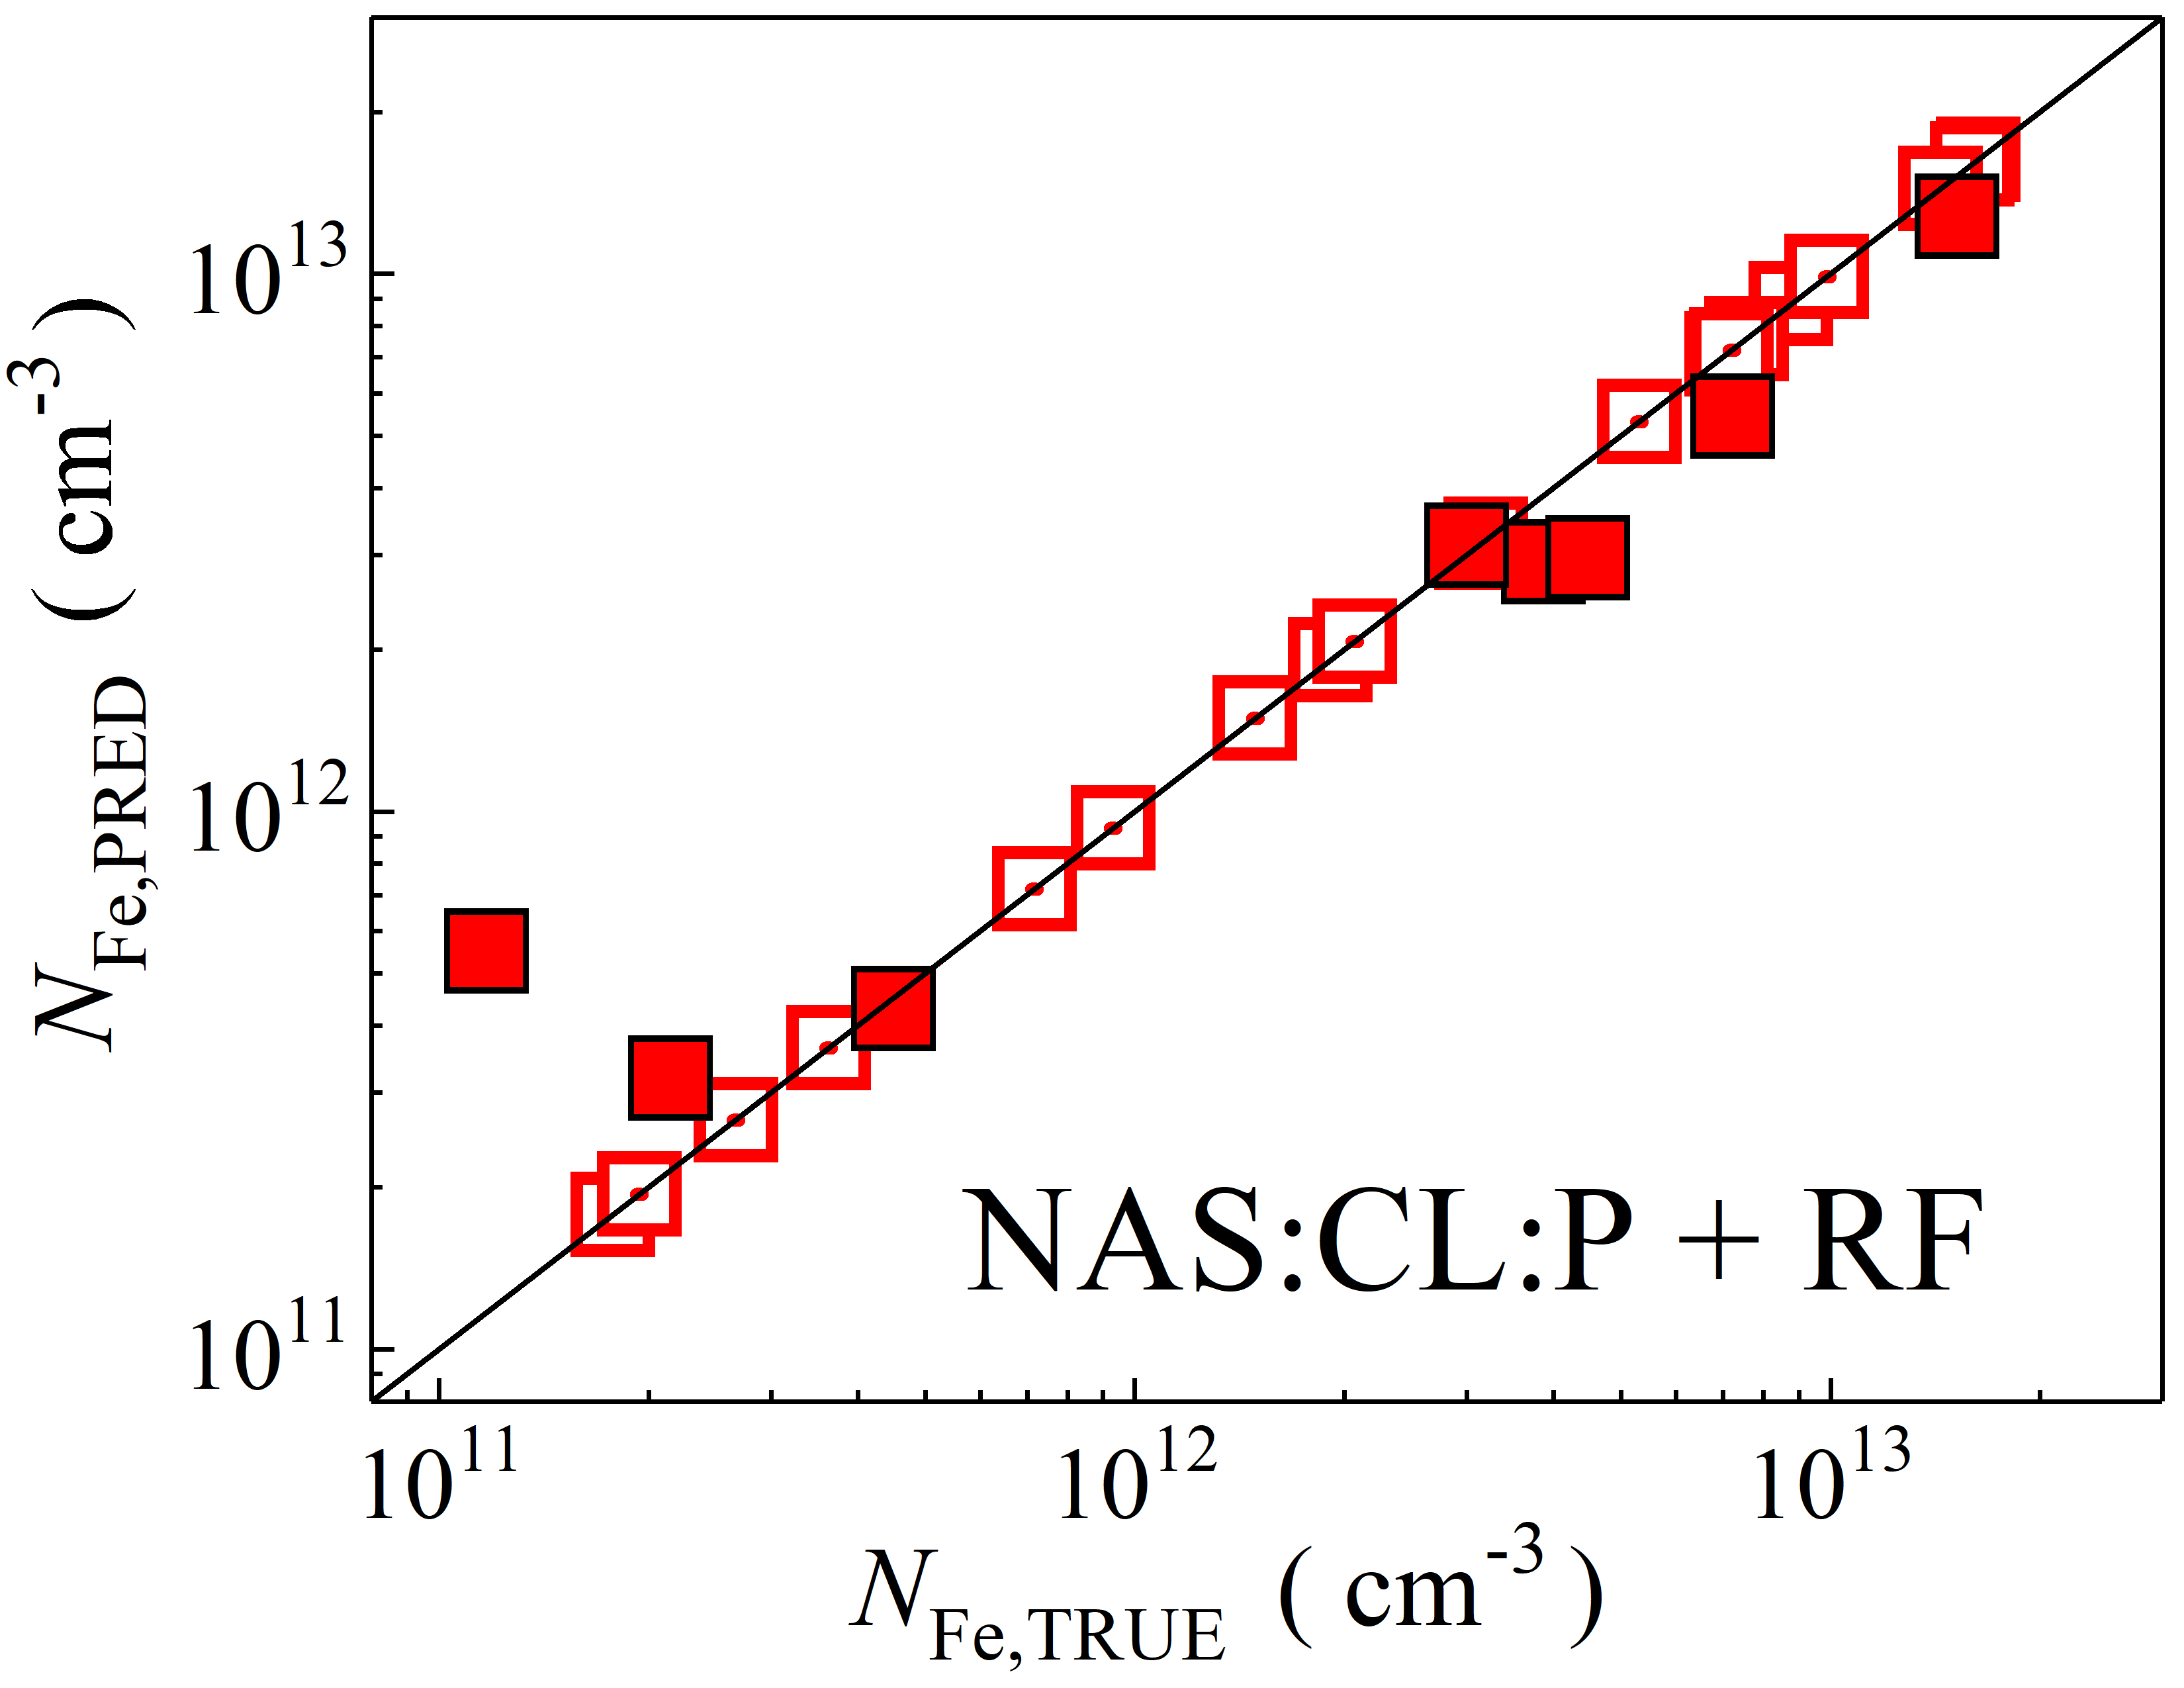 N_Fe,PRED ( cm^-3 )
10^13
10^12
10^11
NAS:CL:P + RF
10^11 10^12 10^13
N_Fe,TRUE ( cm^-3 )